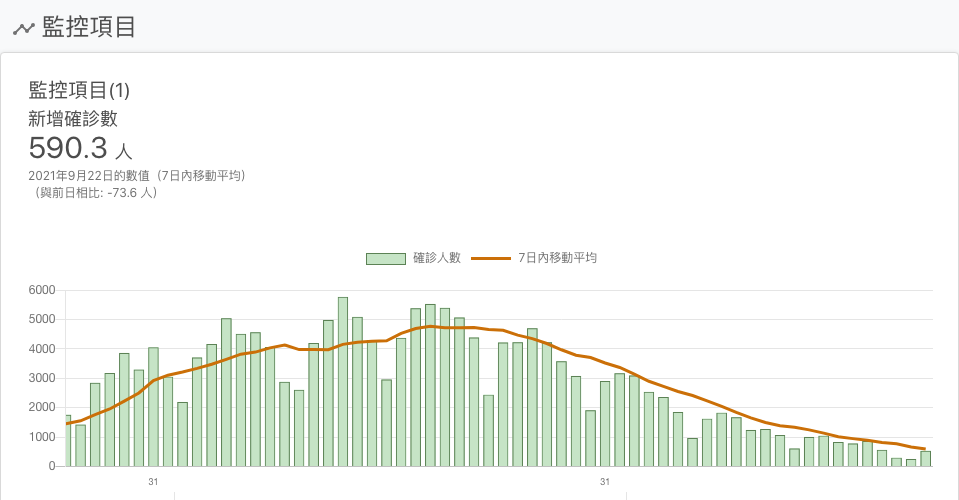 監控項目
監控項目(1)
新增確診數
590.3 人
2021年9月22日的數值（7日內移動平均）
（與前日相比: -73.6 人）
確診人數 7日內移動平均
6000
5000
4000
3000
2000
1000
0
31 31